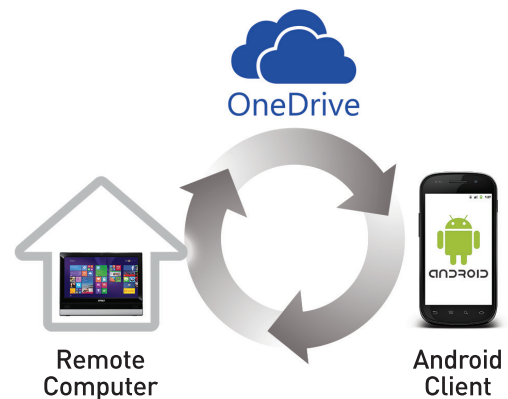 OneDrive
ANDROID
Remote
Computer
Android
Client